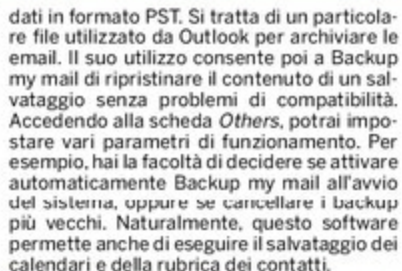 dati in formato PST. Si tratta di un particola-
re file utilizzato da Outlook per archiviare le
email. Il suo utilizzo consente poi a Backup
my mail di ripristinare il contenuto di un sal-
vataggio senza problemi di compatibilità.
Accedendo alla scheda Others, potrai impo-
stare vari parametri di funzionamento. Per
esempio, hai la facoltà di decidere se attivare
automaticamente Backup my mail all'avvio
del sistema, oppure se cancellare i backup
più vecchi. Naturalmente, questo software
permette anche di eseguire il salvataggio dei
calendari e della rubrica dei contatti.